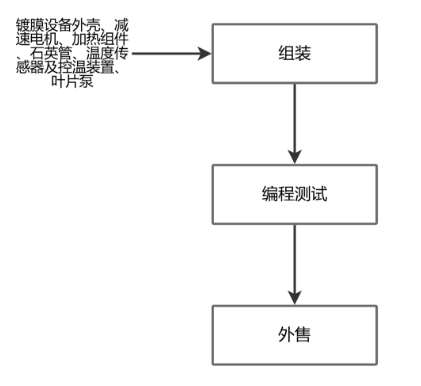 镀膜设备外壳、减
速电机、加热组件
、石英管、温度传
感器及控温装置、
叶片泵
组装
编程测试
外售